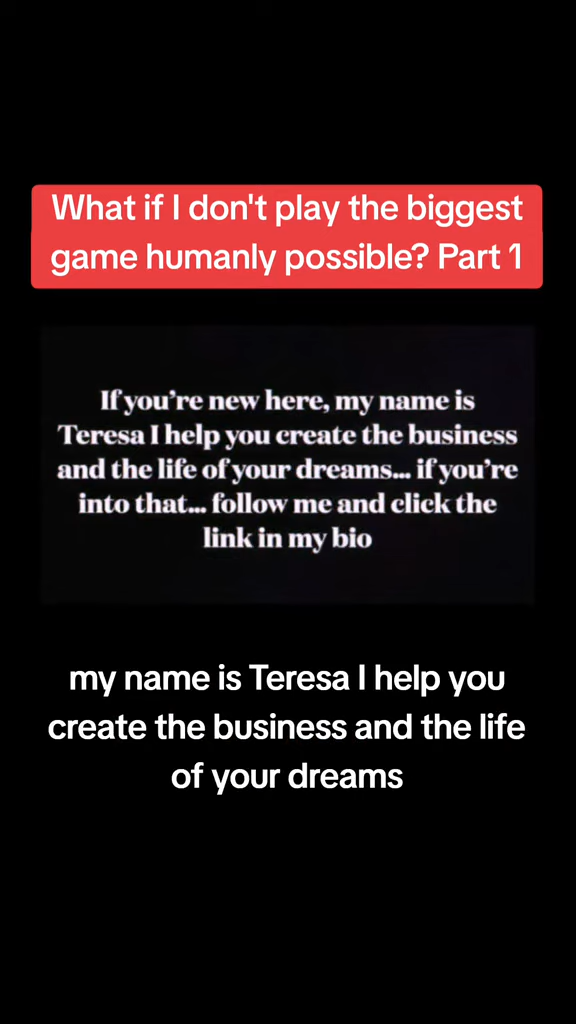 What if I don't play the biggest
game humanly possible? Part 1
If you’re new here, my name is
Teresa I help you create the business
and the life of your dreams... if you’re
into that... follow me and click the
link in my bio
my name is Teresa I help you
create the business and the life
of your dreams